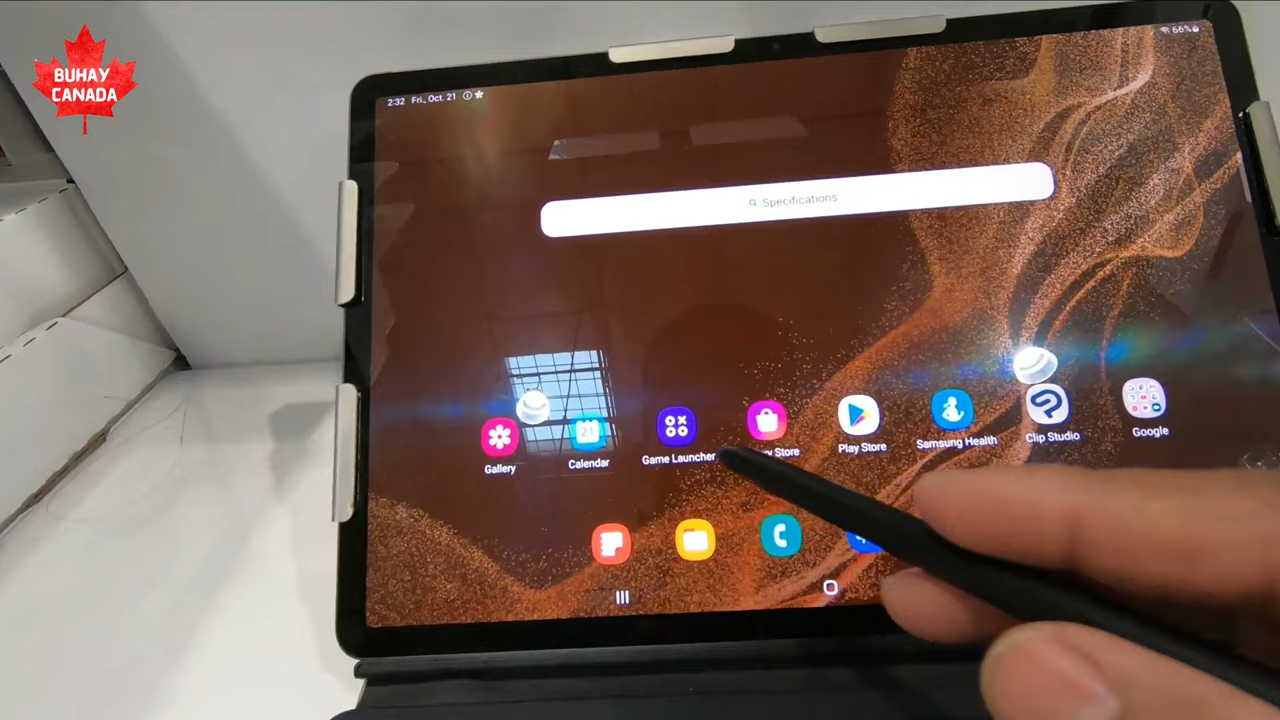 BUHAY
CANADA
2:32 Fri., Oct. 21
66%
Specifications
Gallery
Calendar
21
Game Launcher
Store
Play Store
Samsung Health
Clip Studio
Google